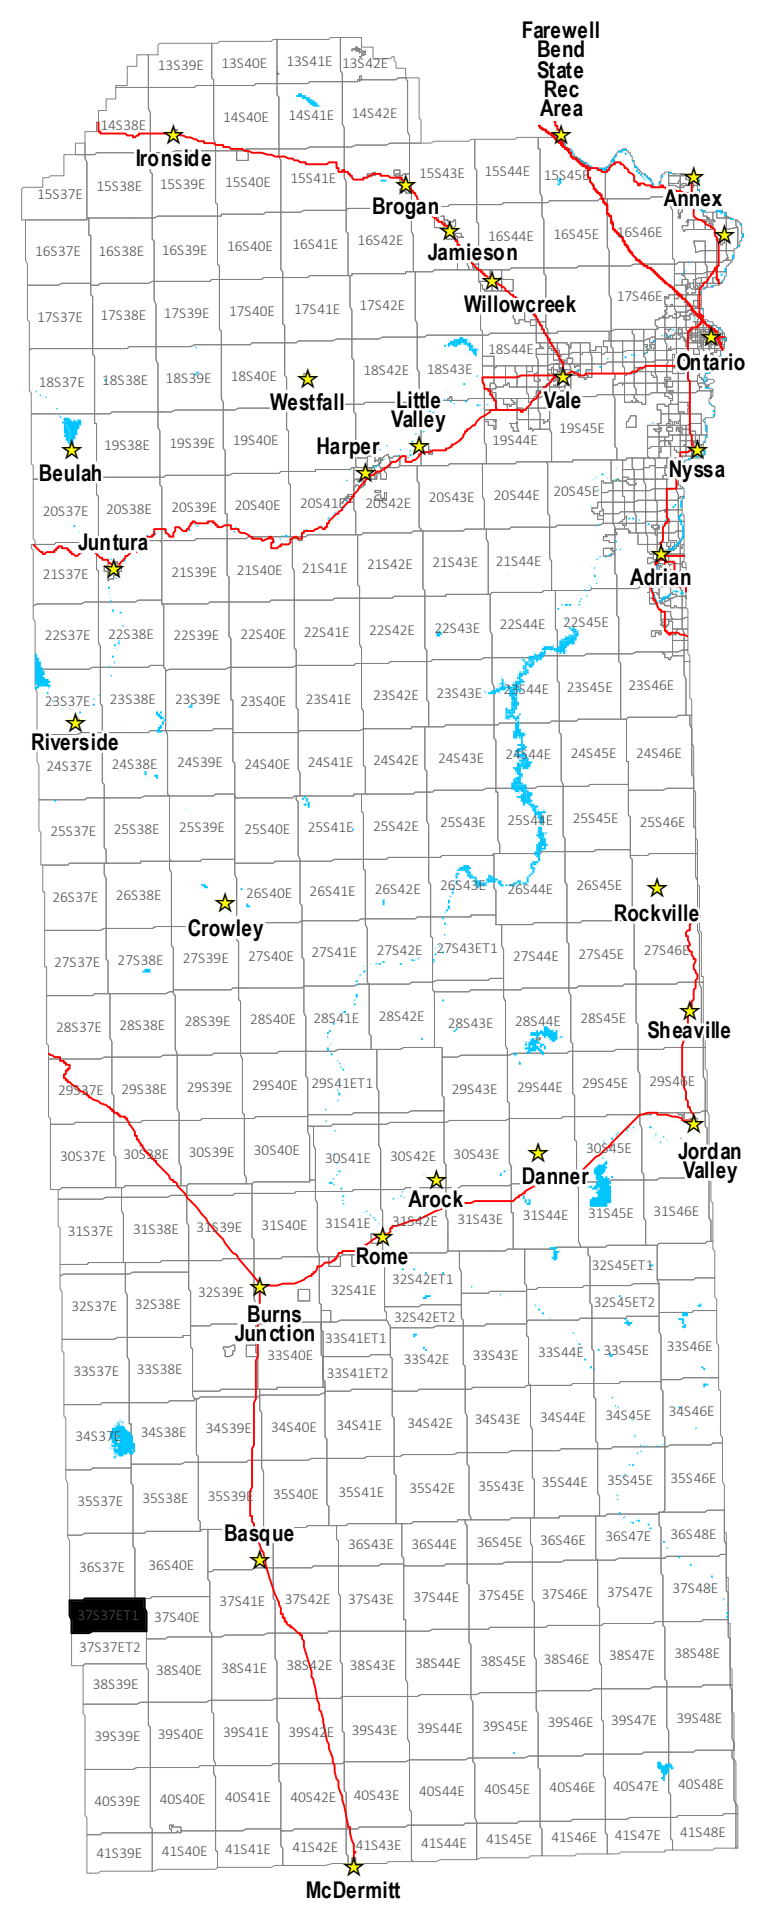 Farewell
Bend
State
Rec
Area
13S39E 13S40E 13S41E 13S42E
14S38E 14S40E 14S41E 14S42E
Ironside
15S37E 15S38E 15S39E 15S40E 15S41E 15S43E 15S44E 15S45E
Brogan
Annex
16S37E 16S38E 16S39E 16S40E 16S41E 16S42E 16S44E 16S45E 16S46E
Jamieson
Willowcreek
17S37E 17S38E 17S39E 17S40E 17S41E 17S42E 17S46E
Ontario
18S37E 18S38E 18S39E 18S40E 18S42E 18S43E 18S44E
Westfall
Vale
Little
Valley
19S38E 19S39E 19S40E 19S44E 19S45E
Harper
Beulah
Nyssa
20S37E 20S38E 20S39E 20S40E 20S41E 20S42E 20S43E 20S44E 20S45E
Juntura
21S37E 21S39E 21S40E 21S41E 21S42E 21S43E 21S44E
Adrian
22S37E 22S38E 22S39E 22S40E 22S41E 22S42E 22S43E 22S44E 22S45E
23S37E 23S38E 23S39E 23S40E 23S41E 23S42E 23S43E 23S44E 23S45E 23S46E
Riverside
24S37E 24S38E 24S39E 24S40E 24S41E 24S42E 24S43E 24S44E 24S45E 24S46E
25S37E 25S38E 25S39E 25S40E 25S41E 25S42E 25S43E 25S44E 25S45E 25S46E
26S37E 26S38E 26S40E 26S41E 26S42E 26S43E 26S44E 26S45E
Rockville
Crowley
27S37E 27S38E 27S39E 27S40E 27S41E 27S42E 27S43ET1 27S44E 27S45E 27S46E
28S37E 28S38E 28S39E 28S40E 28S41E 28S42E 28S43E 28S44E 28S45E
Sheaville
29S37E 29S38E 29S39E 29S40E 29S41ET1 29S43E 29S44E 29S45E 29S46E
30S37E 30S38E 30S39E 30S40E 30S41E 30S42E 30S43E 30S45E
Jordan
Valley
Danner
Arock
31S37E 31S38E 31S39E 31S40E 31S41E 31S42E 31S43E 31S44E 31S45E 31S46E
Rome
32S37E 32S38E 32S39E 32S41E 32S42ET1 32S45ET1
32S42ET2 32S45ET2
Burns
Junction
33S37E 33S38E 33S40E 33S41ET1 33S42E 33S43E 33S44E 33S45E 33S46E
33S41ET2
34S37E 34S38E 34S39E 34S40E 34S41E 34S42E 34S43E 34S44E 34S45E 34S46E
35S37E 35S38E 35S39E 35S40E 35S41E 35S42E 35S43E 35S44E 35S45E 35S46E
Basque
36S37E 36S40E 36S43E 36S44E 36S45E 36S46E 36S47E 36S48E
37S37ET1 37S40E 37S41E 37S42E 37S43E 37S44E 37S45E 37S46E 37S47E 37S48E
37S37ET2
38S39E 38S40E 38S41E 38S42E 38S43E 38S44E 38S45E 38S46E 38S47E 38S48E
39S39E 39S40E 39S41E 39S42E 39S43E 39S44E 39S45E 39S46E 39S47E 39S48E
40S39E 40S40E 40S41E 40S42E 40S43E 40S44E 40S45E 40S46E 40S47E 40S48E
41S39E 41S40E 41S41E 41S42E 41S43E 41S44E 41S45E 41S46E 41S47E 41S48E
McDermitt